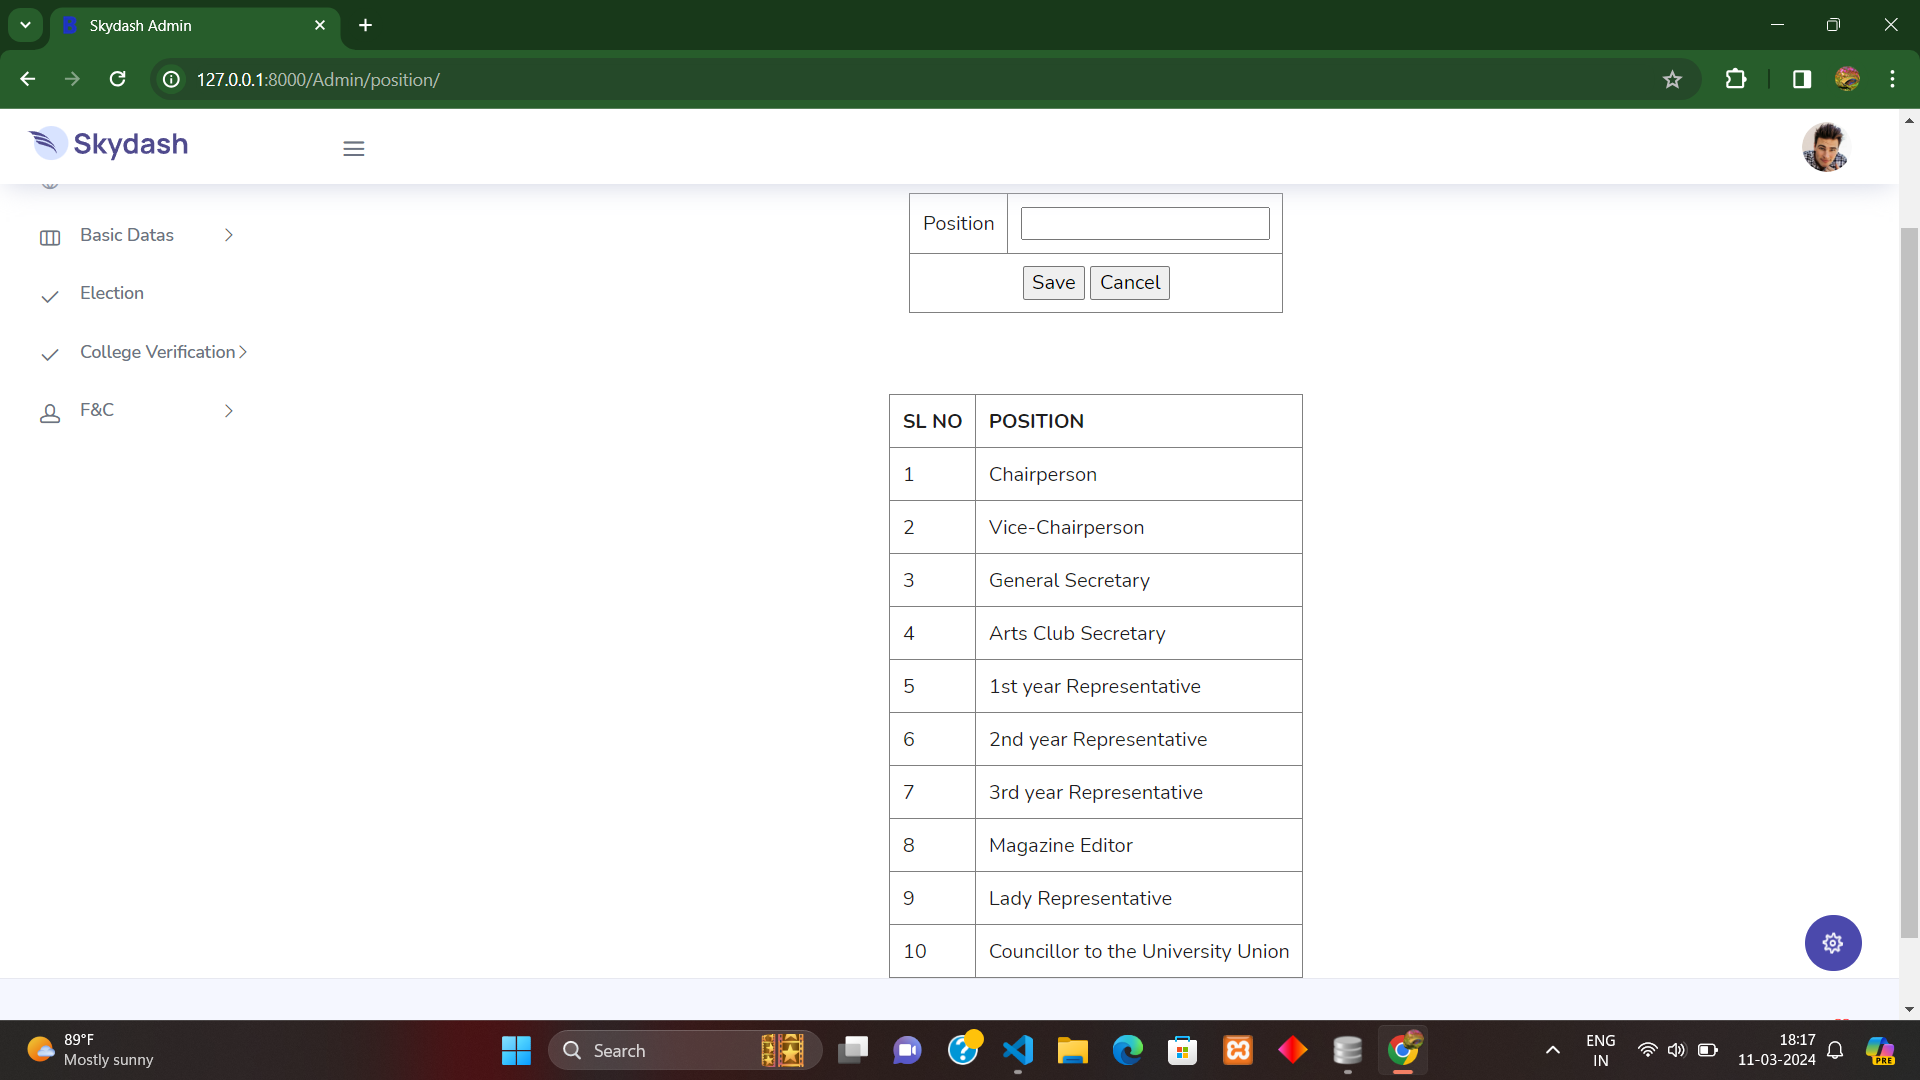 Skydash Admin
127.0.0.1:8000/Admin/position/
Skydash
Basic Datas
Election
College Verification
F&C
Position
Save Cancel
SL NO POSITION
1 Chairperson
2 Vice-Chairperson
3 General Secretary
4 Arts Club Secretary
5 1st year Representative
6 2nd year Representative
7 3rd year Representative
8 Magazine Editor
9 Lady Representative
10 Councillor to the University Union
89°F
Mostly sunny
Search
ENG
IN
18:17
11-03-2024
PRE